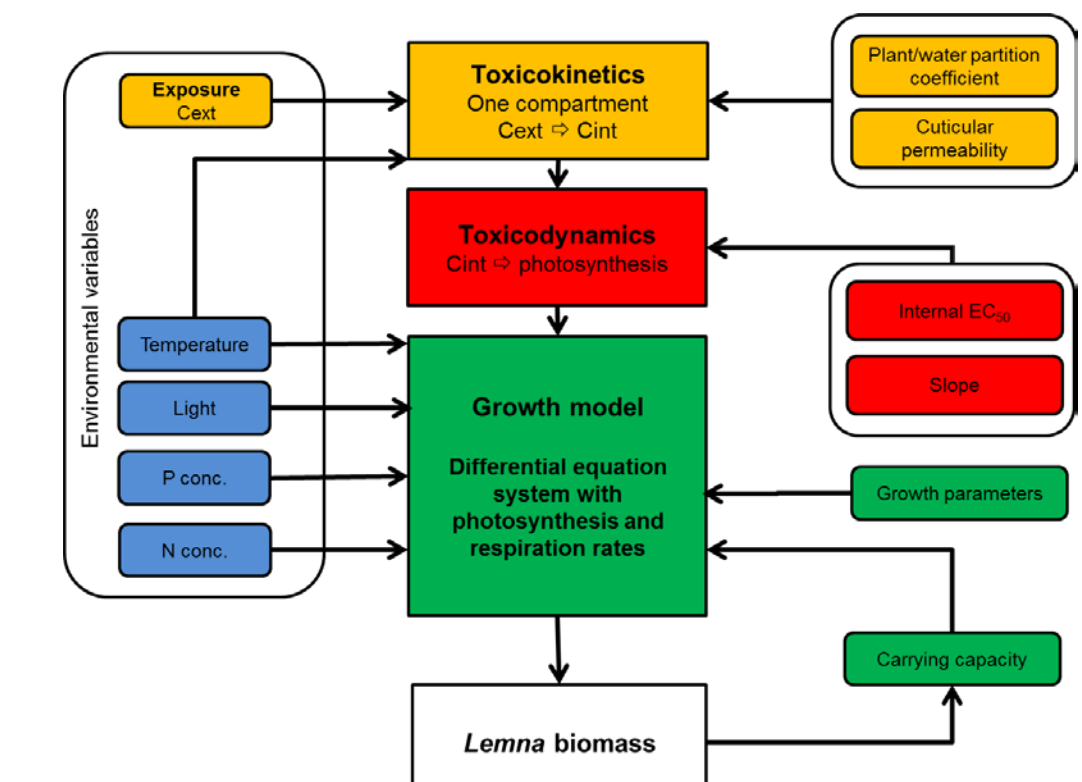 Environmental variables
Exposure
Cext
Temperature
Light
P conc.
N conc.
Toxicokinetics
One compartment
Cext ⇨ Cint
Toxicodynamics
Cint ⇨ photosynthesis
Growth model
Differential equation
system with
photosynthesis and
respiration rates
Lemna biomass
Plant/water partition
coefficient
Cuticular
permeability
Internal EC₅₀
Slope
Growth parameters
Carrying capacity